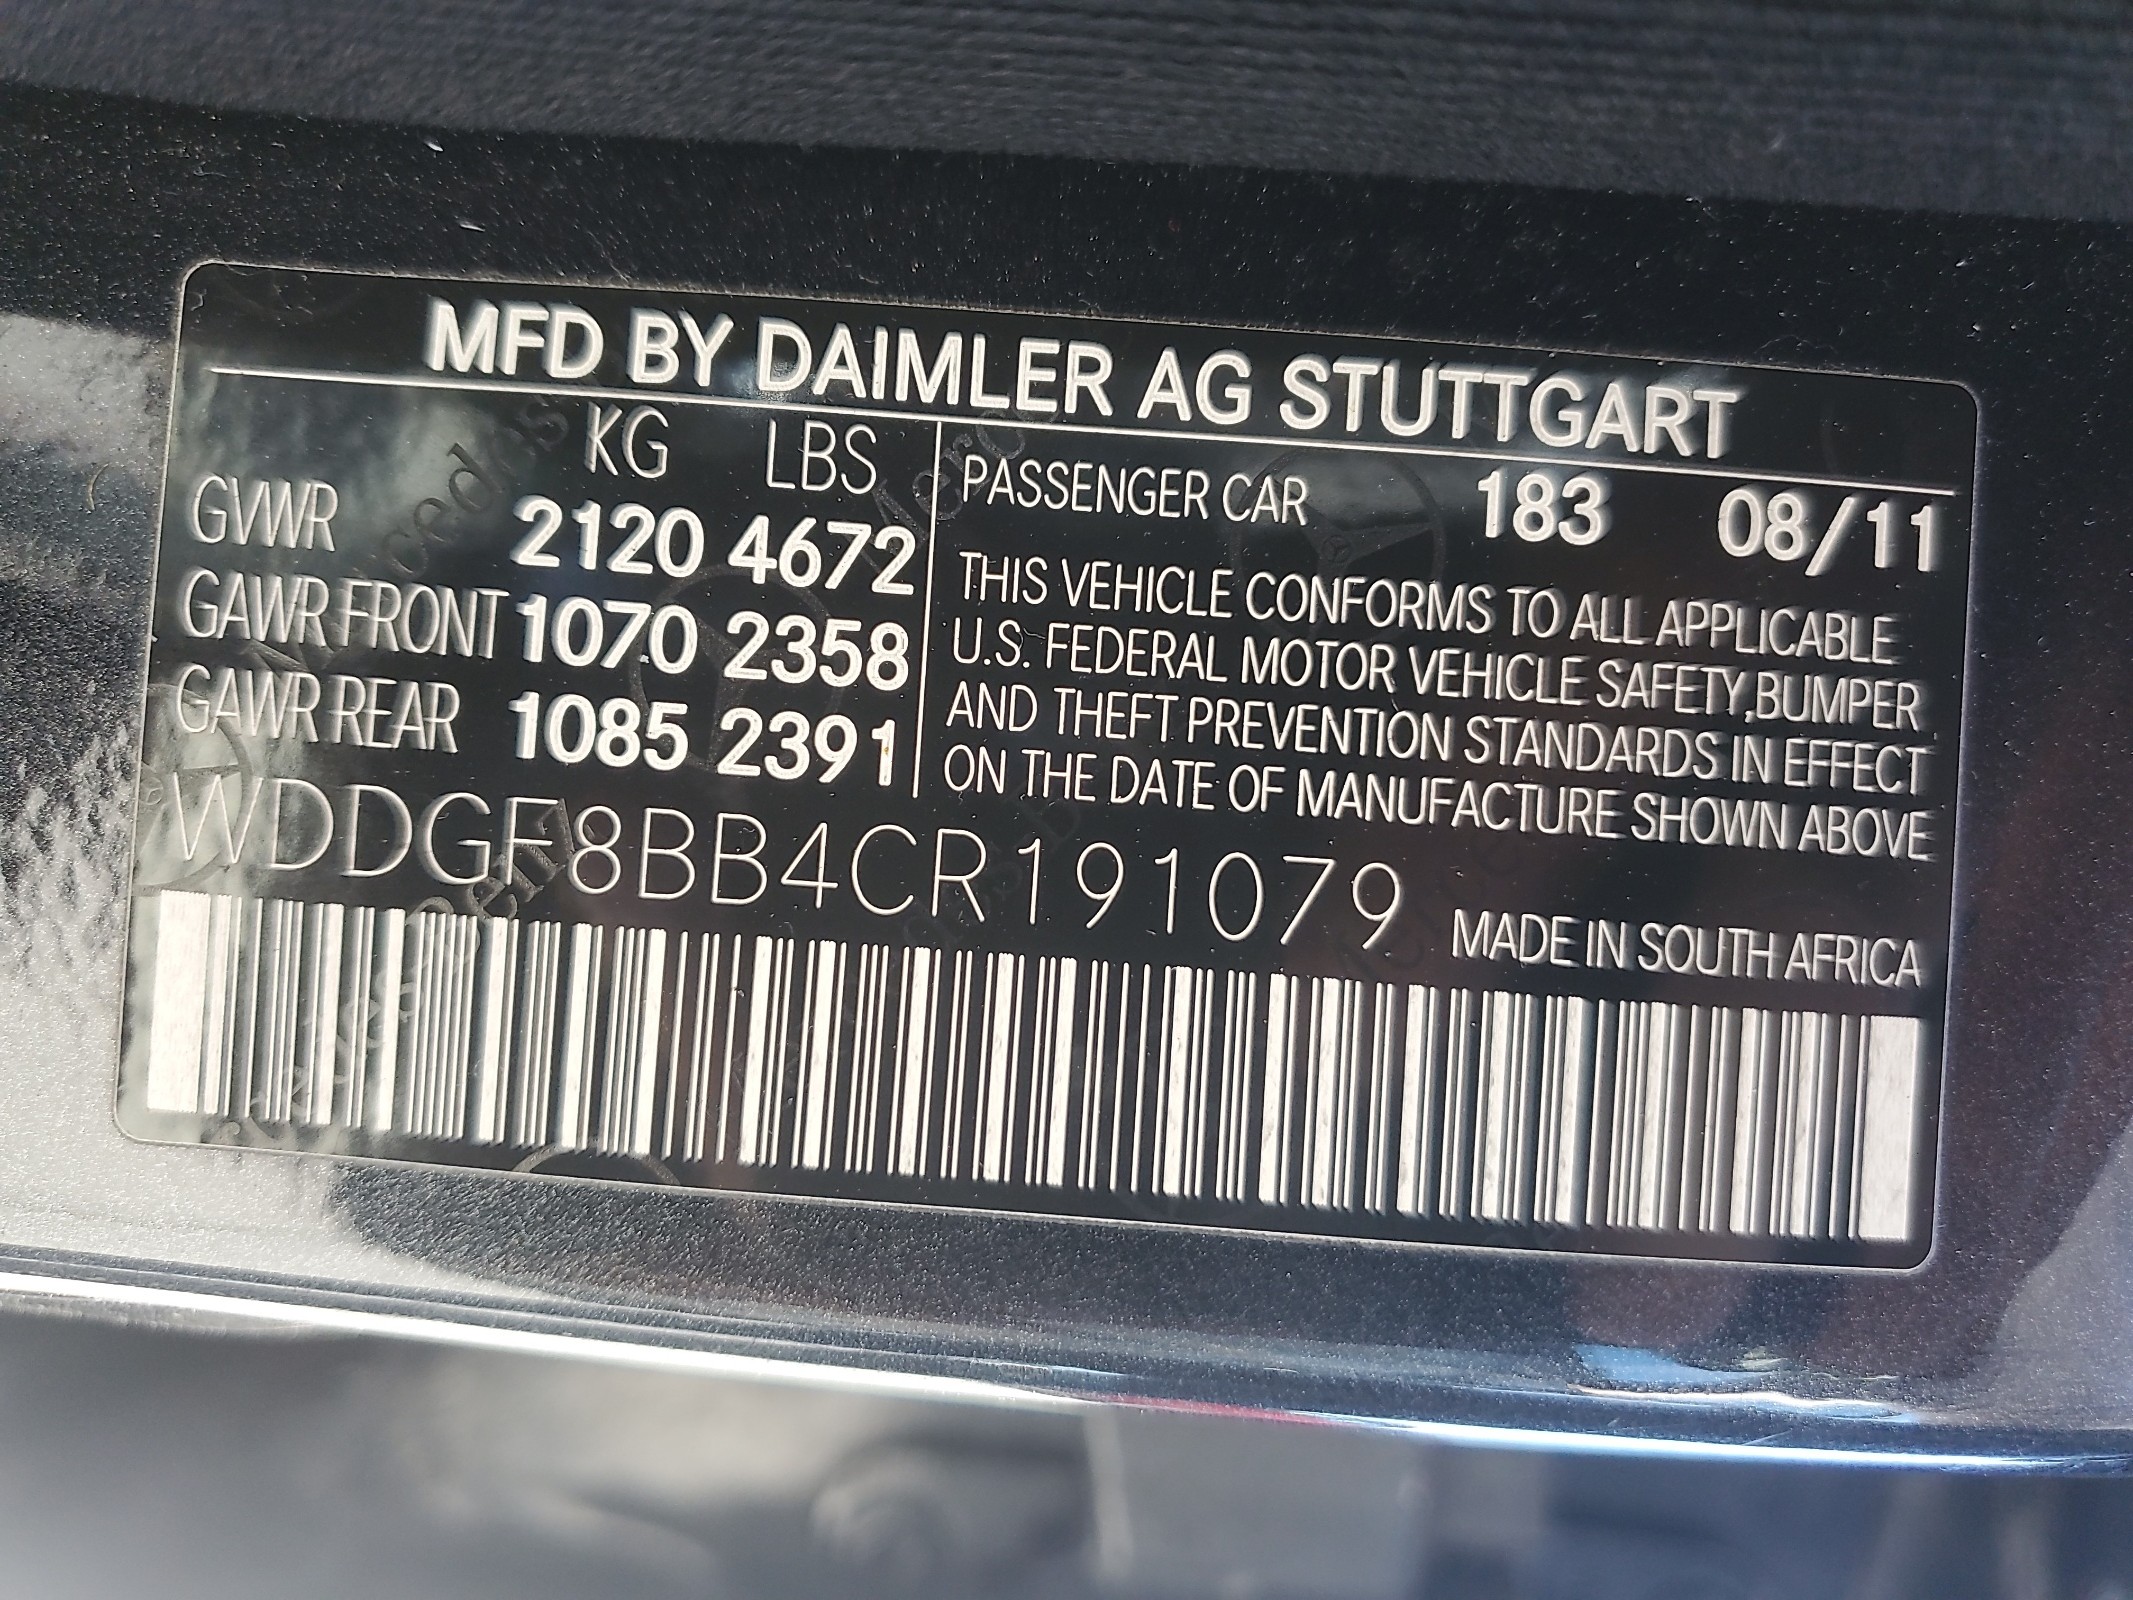 MFD BY DAIMLER AG STUTTGART
KG LBS
GVWR 2120 4672
GAWR FRONT 1070 2358
GAWR REAR 1085 2391
PASSENGER CAR 183 08/11
THIS VEHICLE CONFORMS TO ALL APPLICABLE
U.S. FEDERAL MOTOR VEHICLE SAFETY, BUMPER
AND THEFT PREVENTION STANDARDS IN EFFECT
ON THE DATE OF MANUFACTURE SHOWN ABOVE
WDDGF8BB4CR191079
MADE IN SOUTH AFRICA